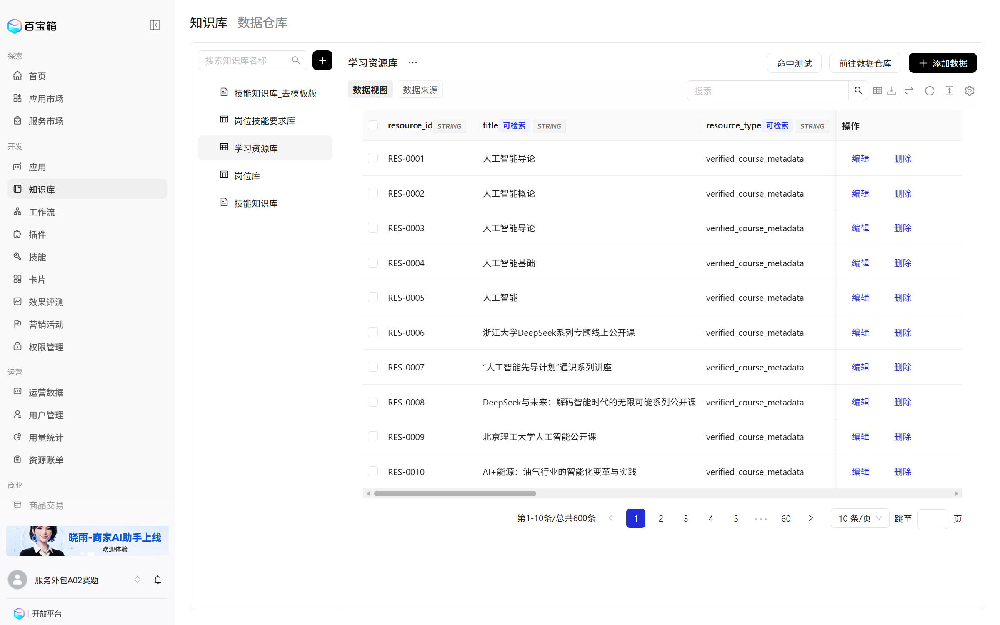 百宝箱
探索
首页
应用市场
服务市场
开发
应用
知识库
工作流
插件
技能
卡片
效果评测
营销活动
权限管理
运营
运营数据
用户管理
用量统计
资源账单
商业
商品交易
晓雨-商家AI助手上线
欢迎体验
服务外包A02赛题
开放平台
知识库 数据仓库
搜索知识库名称
技能知识库_去模板版
岗位技能要求库
学习资源库
岗位库
技能知识库
学习资源库 ···
命中测试 前往数据仓库 添加数据
数据视图 数据来源
搜索
resource_id STRING title 可检索 STRING resource_type 可检索 STRING 操作
RES-0001 人工智能导论 verified_course_metadata 编辑 删除
RES-0002 人工智能概论 verified_course_metadata 编辑 删除
RES-0003 人工智能导论 verified_course_metadata 编辑 删除
RES-0004 人工智能基础 verified_course_metadata 编辑 删除
RES-0005 人工智能 verified_course_metadata 编辑 删除
RES-0006 浙江大学DeepSeek系列专题线上公开课 verified_course_metadata 编辑 删除
RES-0007 “人工智能先导计划”通识系列讲座 verified_course_metadata 编辑 删除
RES-0008 DeepSeek与未来：解码智能时代的无限可能系列公开课 verified_course_metadata 编辑 删除
RES-0009 北京理工大学人工智能公开课 verified_course_metadata 编辑 删除
RES-0010 AI+能源：油气行业的智能化变革与实践 verified_course_metadata 编辑 删除
第1-10条/总共600条 1 2 3 4 5 ••• 60 10 条/页 跳至 页